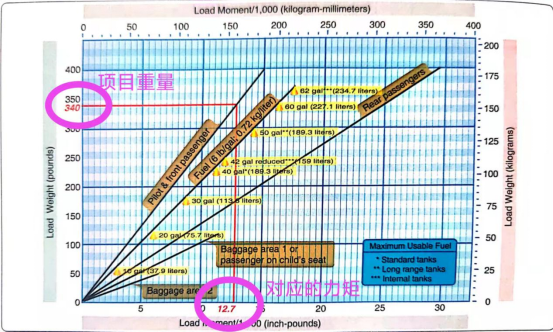 Load Moment/1,000 (kilogram-millimeters)
0 50 100 150 200 250 300 350 400
400
350
340
300
250
200
150
100
50
0
项目重量
Load Weight (pounds)
Pilot & front passenger
Fuel (6 lb/gal; 0.72 kg/liter)
Rear passengers
62 gal***(234.7 liters)
60 gal (227.1 liters)
50 gal**(189.3 liters)
42 gal reduced***(159 liters)
40 gal*(189.3 liters)
30 gal (113.5 liters)
20 gal (75.7 liters)
10 gal (37.9 liters)
Baggage area 1 or
passenger on child's seat
Baggage area 2
Maximum Usable Fuel
* Standard tanks
** Long range tanks
*** Internal tanks
200
175
150
125
100
75
50
25
0
Load Weight (kilograms)
对应的力矩
5 12.7 15 20 25 30
Load Moment/1,000 (inch-pounds)